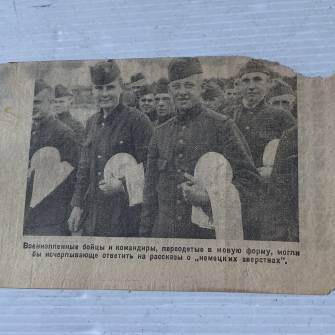 Военнопленные бойцы и командиры, переодетые в новую форму, могли
бы исчерпывающе ответить на рассказы о „немецких зверствах".